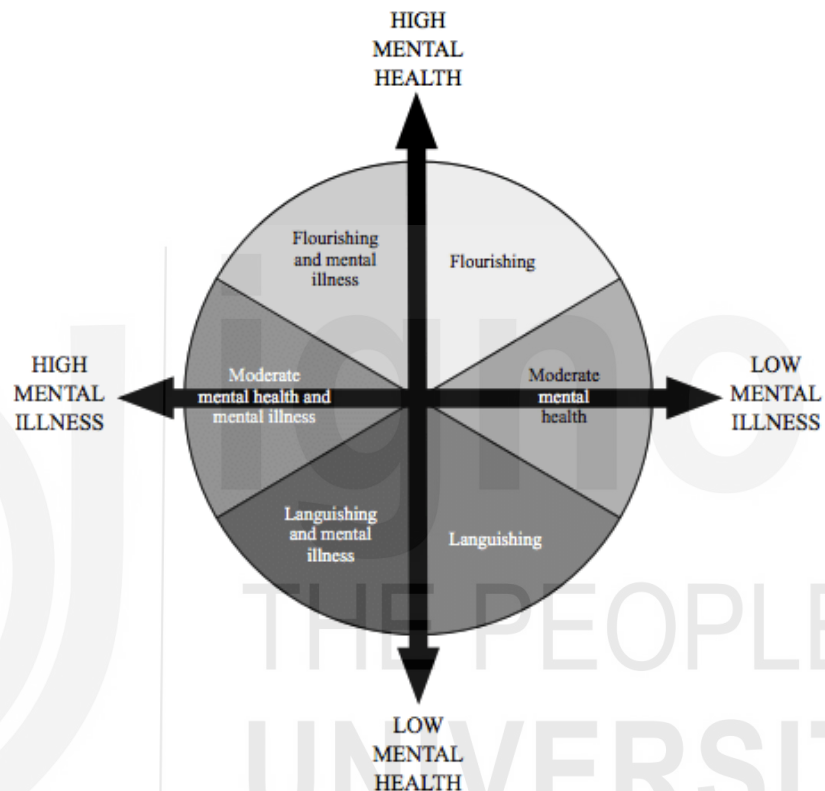 HIGH
MENTAL
HEALTH
Flourishing
and mental
illness
Flourishing
HIGH
MENTAL
ILLNESS
Moderate
mental health and
mental illness
Moderate
mental
health
LOW
MENTAL
ILLNESS
Languishing
and mental
illness
Languishing
LOW
MENTAL
HEALTH
igno
THE PEOPLE
UNIVERSIT